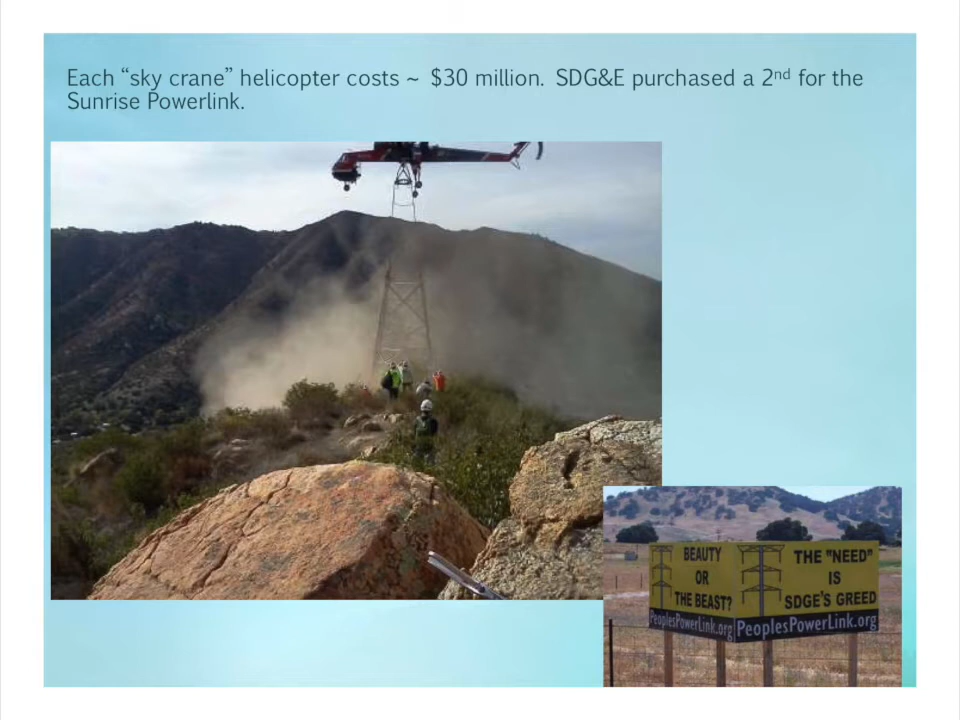 Each “sky crane” helicopter costs ~ $30 million. SDG&E purchased a 2nd for the
Sunrise Powerlink.
BEAUTY
OR
THE BEAST?
PeoplesPowerLink.org
THE "NEED"
IS
SDGE'S GREED
PeoplesPowerLink.org